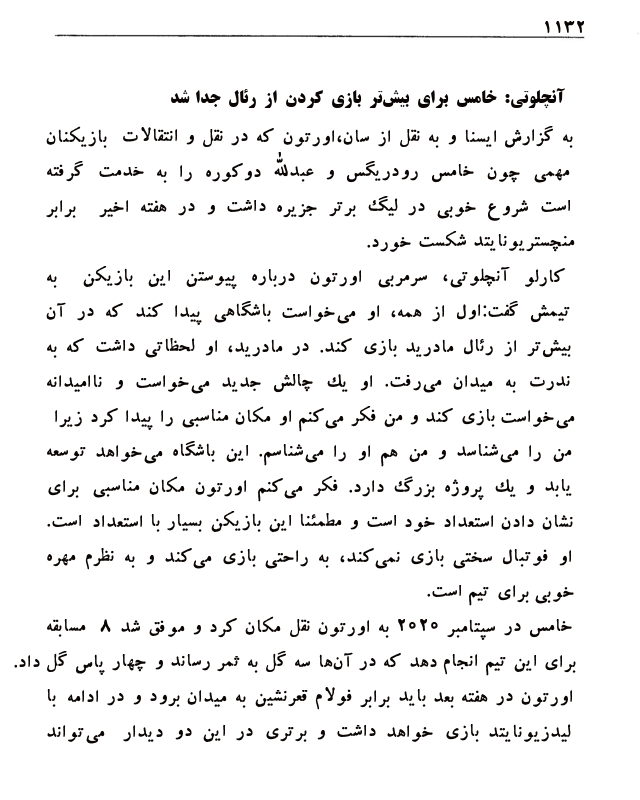 ۱۱۳۲
آنچلوتی: خامس برای بیش‌تر بازی کردن از رئال جدا شد
به گزارش ایسنا و به نقل از سان،اورتون که در نقل و انتقالات بازیکنان
مهمی چون خامس رودریگس و عبدالله دوکوره را به خدمت گرفته
است شروع خوبی در لیگ برتر جزیره داشت و در هفته اخیر برابر
منچستریونایتد شکست خورد.
کارلو آنچلوتی، سرمربی اورتون درباره پیوستن این بازیکن به
تیمش گفت:اول از همه، او می‌خواست باشگاهی پیدا کند که در آن
بیش‌تر از رئال مادرید بازی کند. در مادرید، او لحظاتی داشت که به
ندرت به میدان می‌رفت. او یك چالش جدید می‌خواست و ناامیدانه
می‌خواست بازی کند و من فکر می‌کنم او مکان مناسبی را پیدا کرد زیرا
من را می‌شناسد و من هم او را می‌شناسم. این باشگاه می‌خواهد توسعه
یابد و یك پروژه بزرگ دارد. فکر می‌کنم اورتون مکان مناسبی برای
نشان دادن استعداد خود است و مطمئنا این بازیکن بسیار با استعداد است.
او فوتبال سختی بازی نمی‌کند، به راحتی بازی می‌کند و به نظرم مهره
خوبی برای تیم است.
خامس در سپتامبر ۲۰۲۰ به اورتون نقل مکان کرد و موفق شد ۸ مسابقه
برای این تیم انجام دهد که در آن‌ها سه گل به ثمر رساند و چهار پاس گل داد.
اورتون در هفته بعد باید برابر فولام قعرنشین به میدان برود و در ادامه با
لیدزیونایتد بازی خواهد داشت و برتری در این دو دیدار می‌تواند